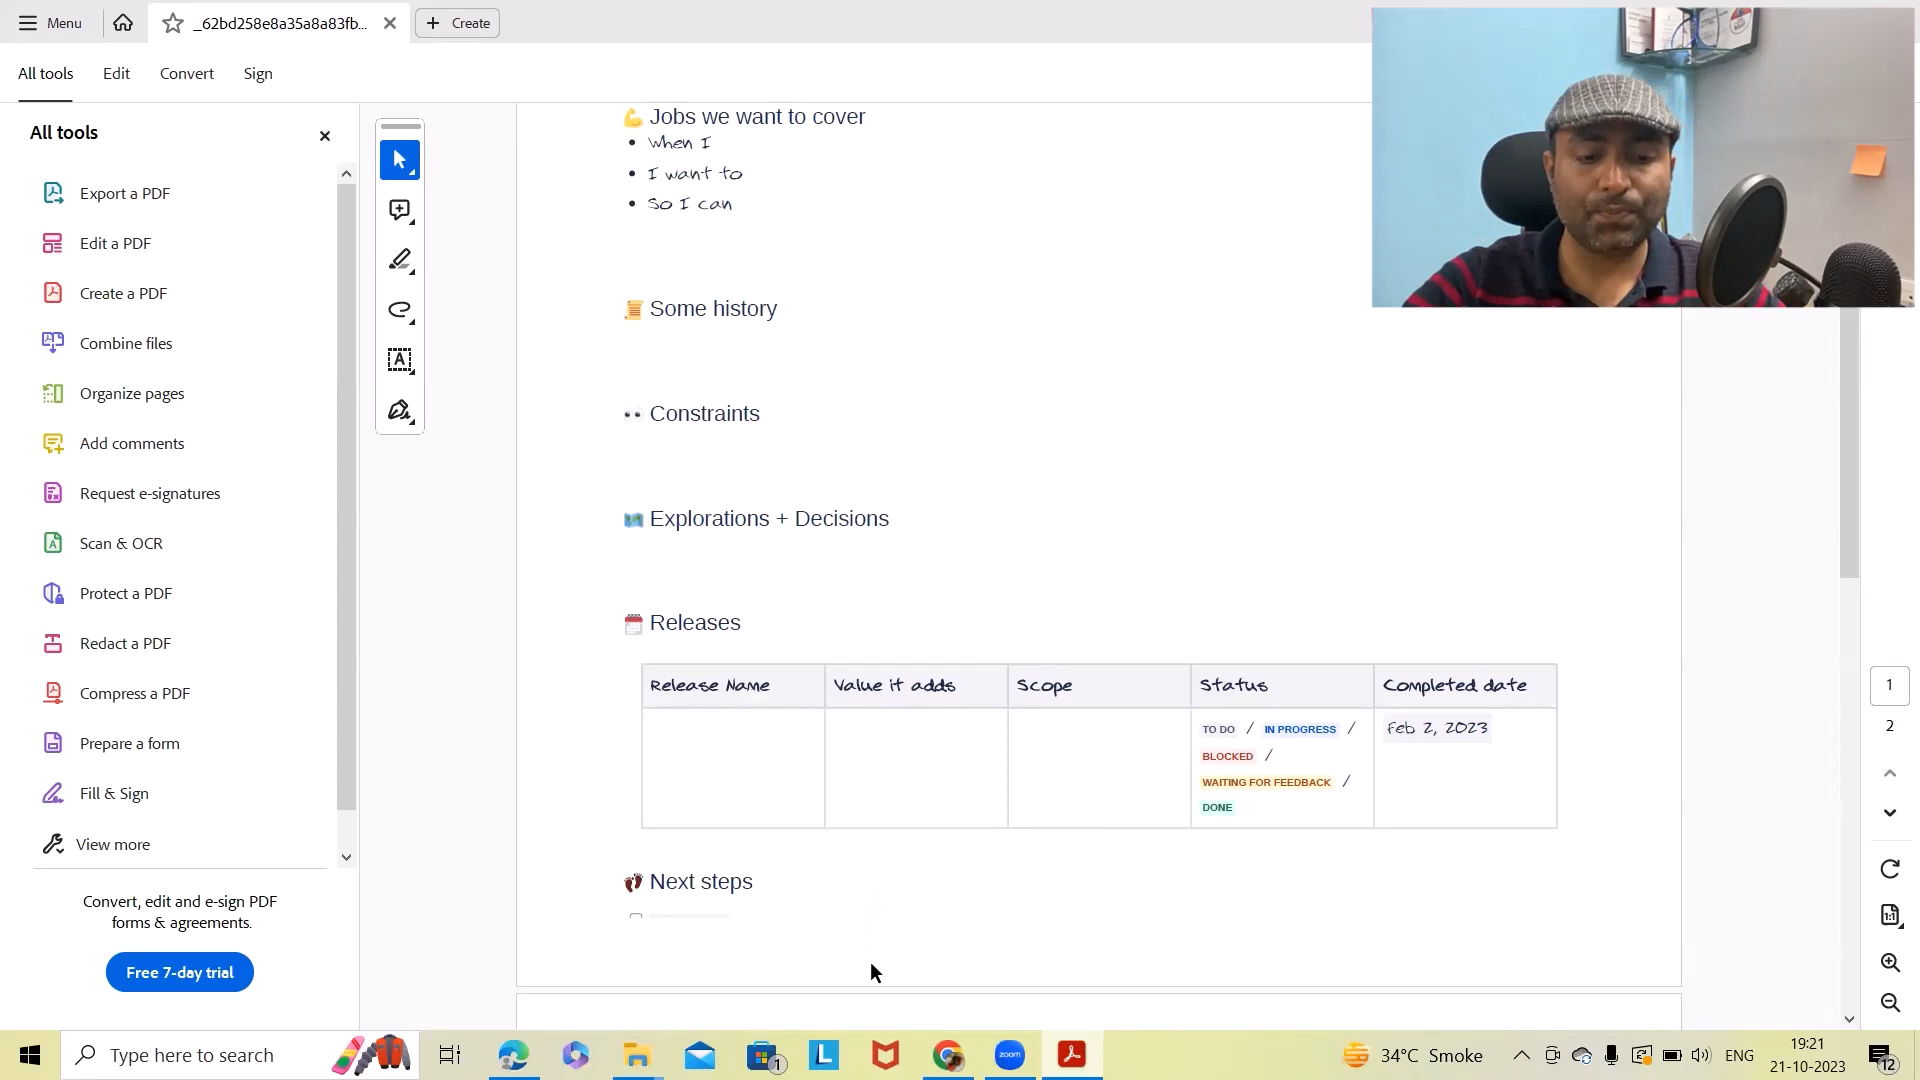 Menu
_62bd258e8a35a8a83fb...
Create
All tools
Edit
Convert
Sign
All tools
Export a PDF
Edit a PDF
Create a PDF
Combine files
Organize pages
Add comments
Request e-signatures
Scan & OCR
Protect a PDF
Redact a PDF
Compress a PDF
Prepare a form
Fill & Sign
View more
Convert, edit and e-sign PDF
forms & agreements.
Free 7-day trial
Jobs we want to cover
• When I
• I want to
• So I can
Some history
Constraints
Explorations + Decisions
Releases
Release Name Value it adds Scope Status Completed date
TO DO / IN PROGRESS / Feb 2, 2023
BLOCKED /
WAITING FOR FEEDBACK /
DONE
Next steps
1
2
Type here to search
1
L
zoom
34°C Smoke
ENG
19:21
21-10-2023
12